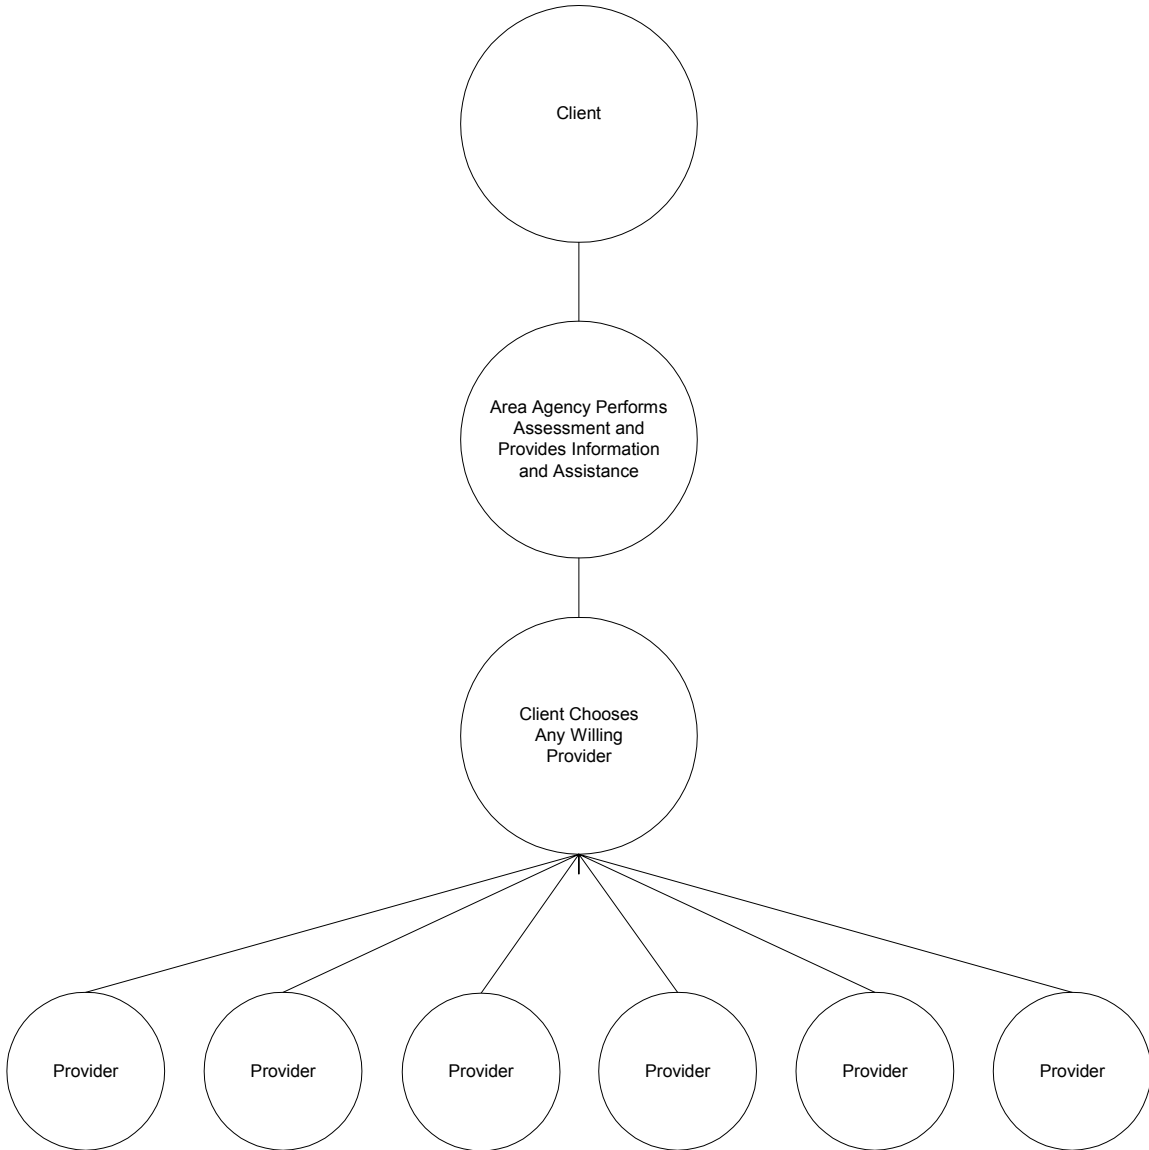 Client
Area Agency Performs
Assessment and
Provides Information
and Assistance
Client Chooses
Any Willing
Provider
Provider
Provider
Provider
Provider
Provider
Provider